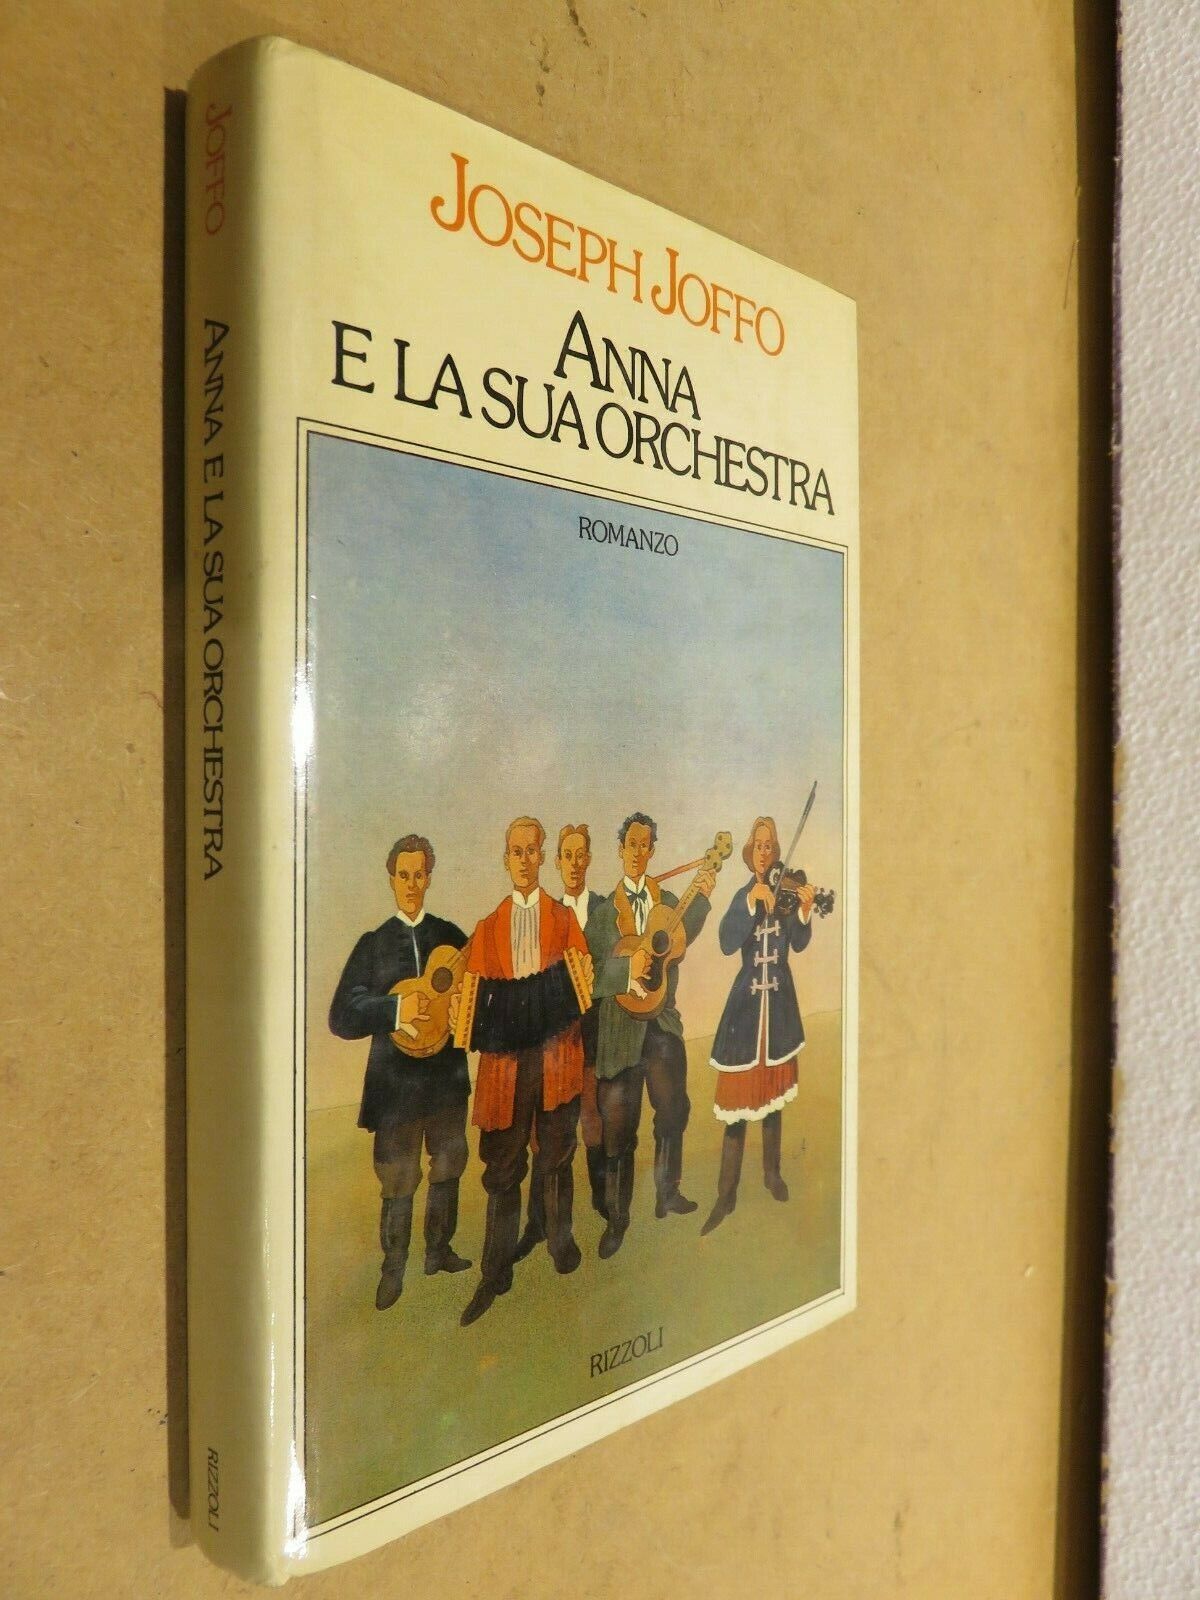 JOSEPH JOFFO
ANNA
E LA SUA ORCHESTRA
ROMANZO
RIZZOLI
JOFFO
ANNA E LA SUA ORCHESTRA
RIZZOLI